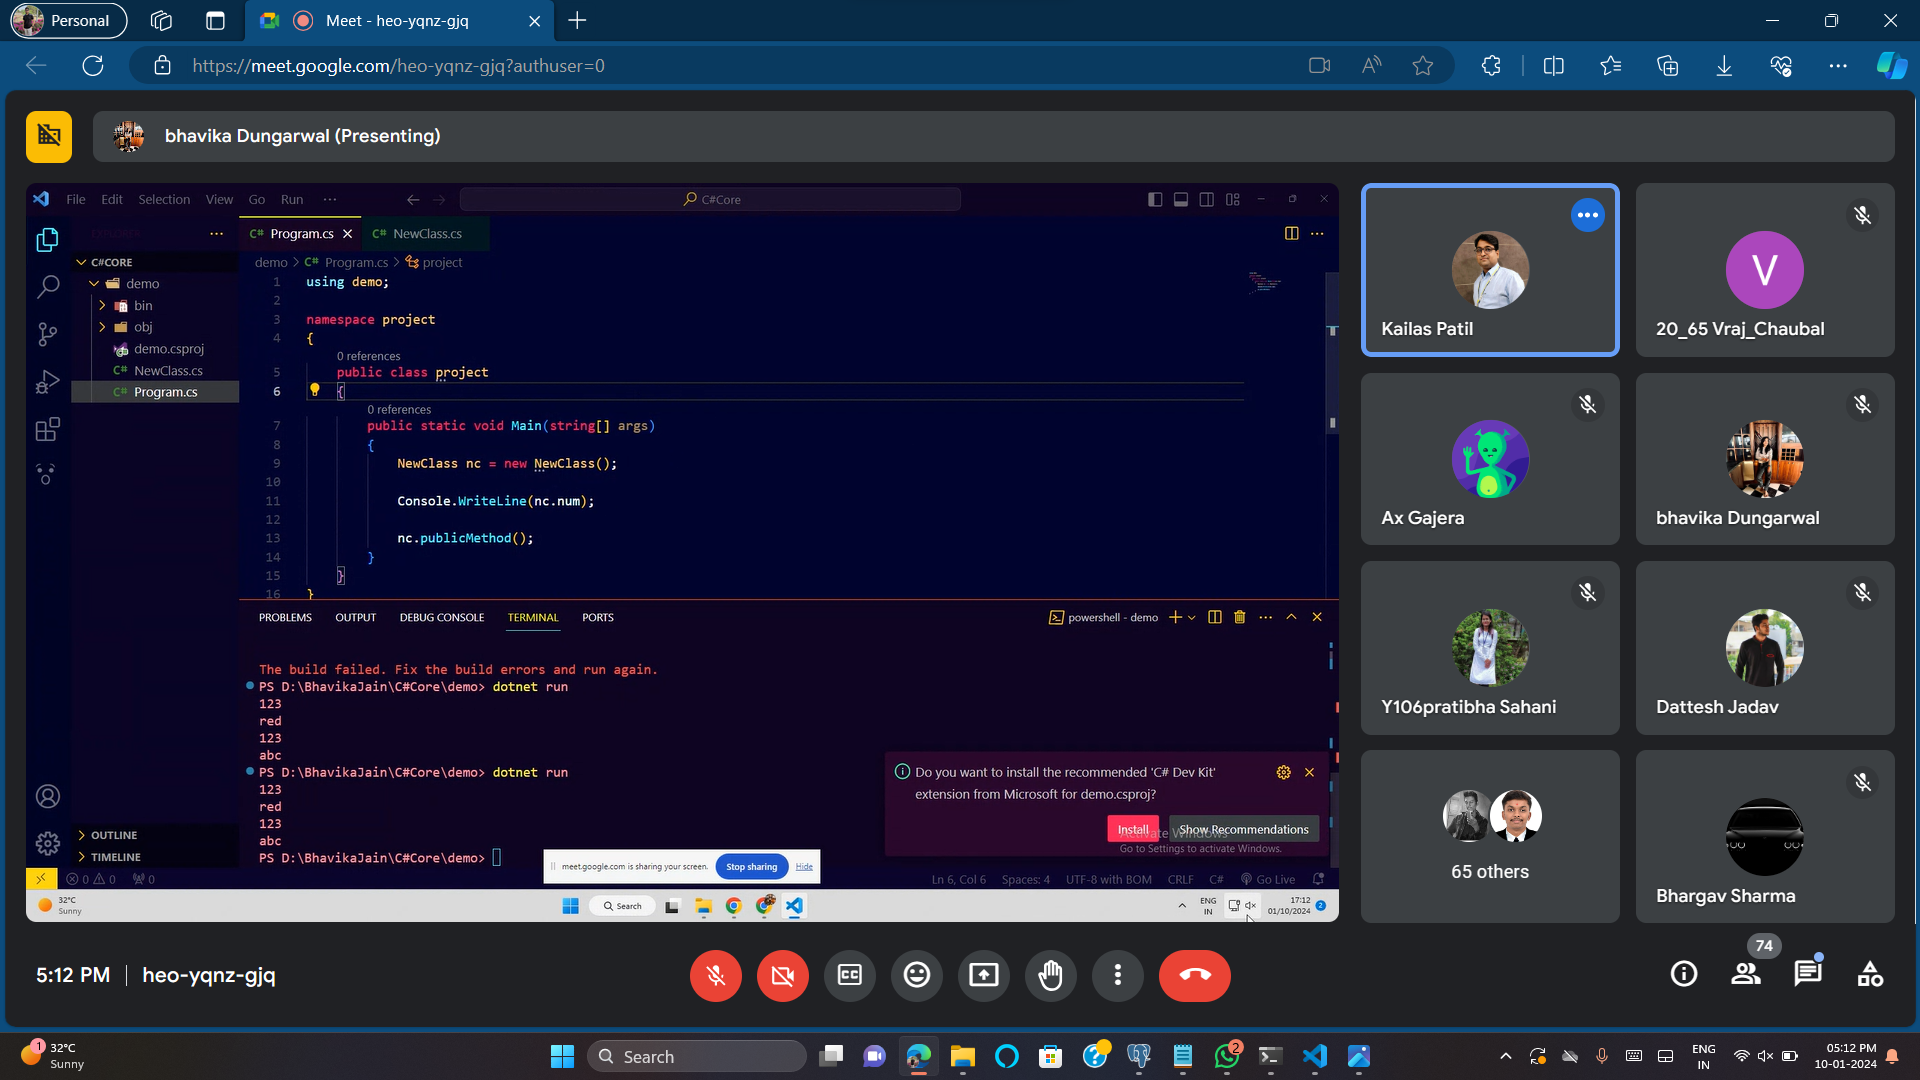 Personal
Meet - heo-yqnz-gjq
https://meet.google.com/heo-yqnz-gjq?authuser=0
bhavika Dungarwal (Presenting)
File Edit Selection View Go Run ···
C#Core
C# Program.cs
C# NewClass.cs
demo > C# Program.cs > project
C#CORE
demo
bin
obj
demo.csproj
C# NewClass.cs
C# Program.cs
OUTLINE
TIMELINE
1 using demo;
2
3 namespace project
4 {
0 references
5 public class project
6 {
0 references
7 public static void Main(string[] args)
8 {
9 NewClass nc = new NewClass();
10
11 Console.WriteLine(nc.num);
12
13 nc.publicMethod();
14 }
15 }
16 }
PROBLEMS OUTPUT DEBUG CONSOLE TERMINAL PORTS
powershell - demo
The build failed. Fix the build errors and run again.
PS D:\BhavikaJain\C#Core\demo> dotnet run
123
red
123
abc
PS D:\BhavikaJain\C#Core\demo> dotnet run
123
red
123
abc
PS D:\BhavikaJain\C#Core\demo>
Do you want to install the recommended 'C# Dev Kit'
extension from Microsoft for demo.csproj?
Install
Show Recommendations
Activate Windows
Go to Settings to activate Windows.
meet.google.com is sharing your screen. Stop sharing Hide
0 0 0
Ln 6, Col 6 Spaces: 4 UTF-8 with BOM CRLF C# Go Live
32°C
Sunny
Search
ENG
IN
17:12
01/10/2024
2
Kailas Patil
V
20_65 Vraj_Chaubal
Ax Gajera
bhavika Dungarwal
Y106pratibha Sahani
Dattesh Jadav
65 others
Bhargav Sharma
5:12 PM | heo-yqnz-gjq
CC
74
1
32°C
Sunny
Search
2
ENG
IN
05:12 PM
10-01-2024